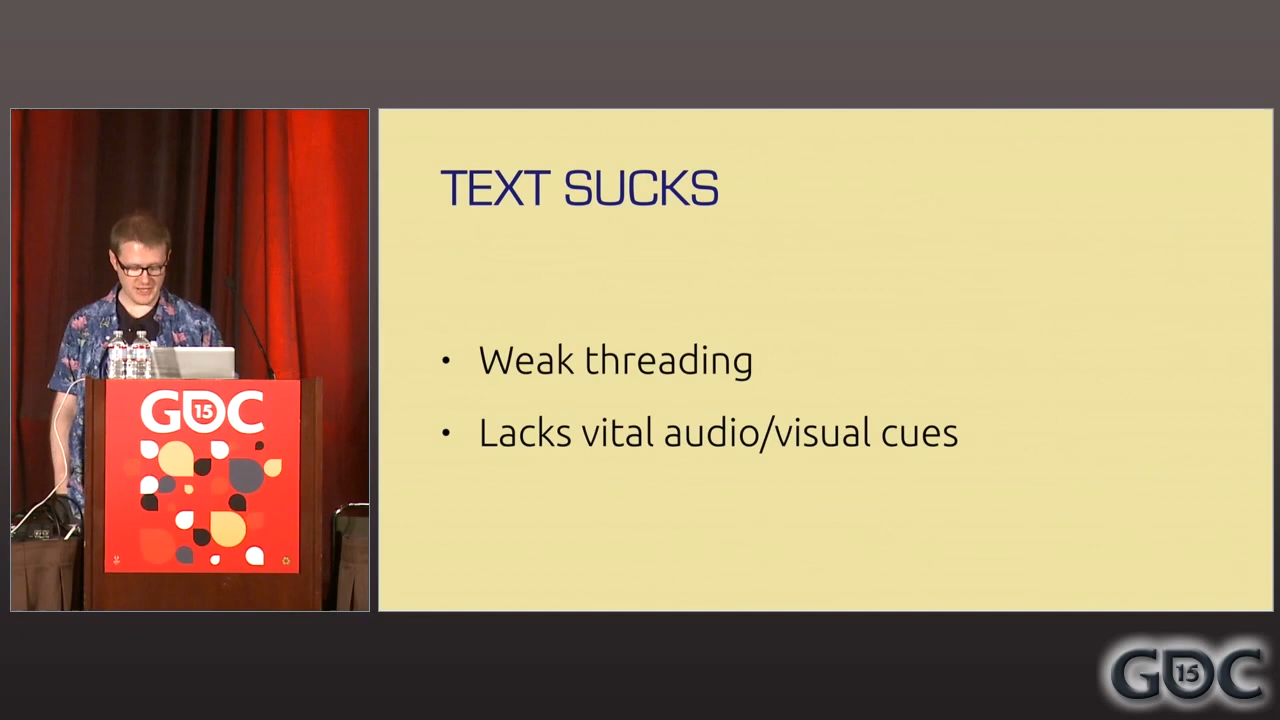 GDC
15
TEXT SUCKS
• Weak threading
• Lacks vital audio/visual cues
GDC
15